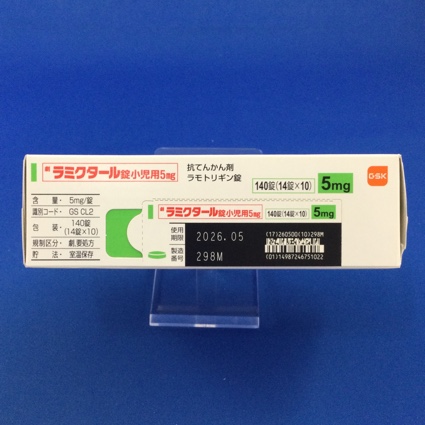 劇 ラミクタール錠小児用5mg
抗てんかん剤
ラモトリギン錠
140錠(14錠×10)
5mg
GSK
含量・5mg/錠
識別コード・GS CL2
包装・140錠
(14錠×10)
規制区分・劇,要処方
貯法・室温保存
劇 ラミクタール錠小児用5mg
140錠(14錠×10)
5mg
使用
期限
2026.05
製造
番号
298M
(17)260500(10)298M
(01)14987246751022